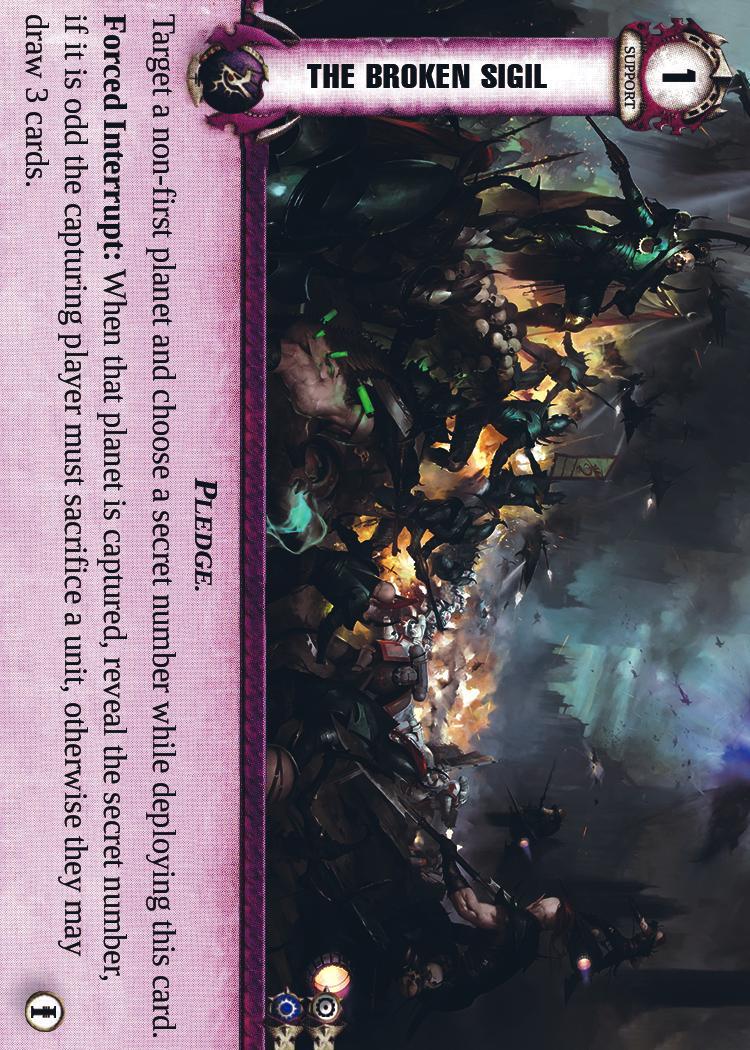 1
SUPPORT
THE BROKEN SIGIL
PLEDGE.
Target a non-first planet and choose a secret number while deploying this card.
Forced Interrupt: When that planet is captured, reveal the secret number,
if it is odd the capturing player must sacrifice a unit, otherwise they may
draw 3 cards.